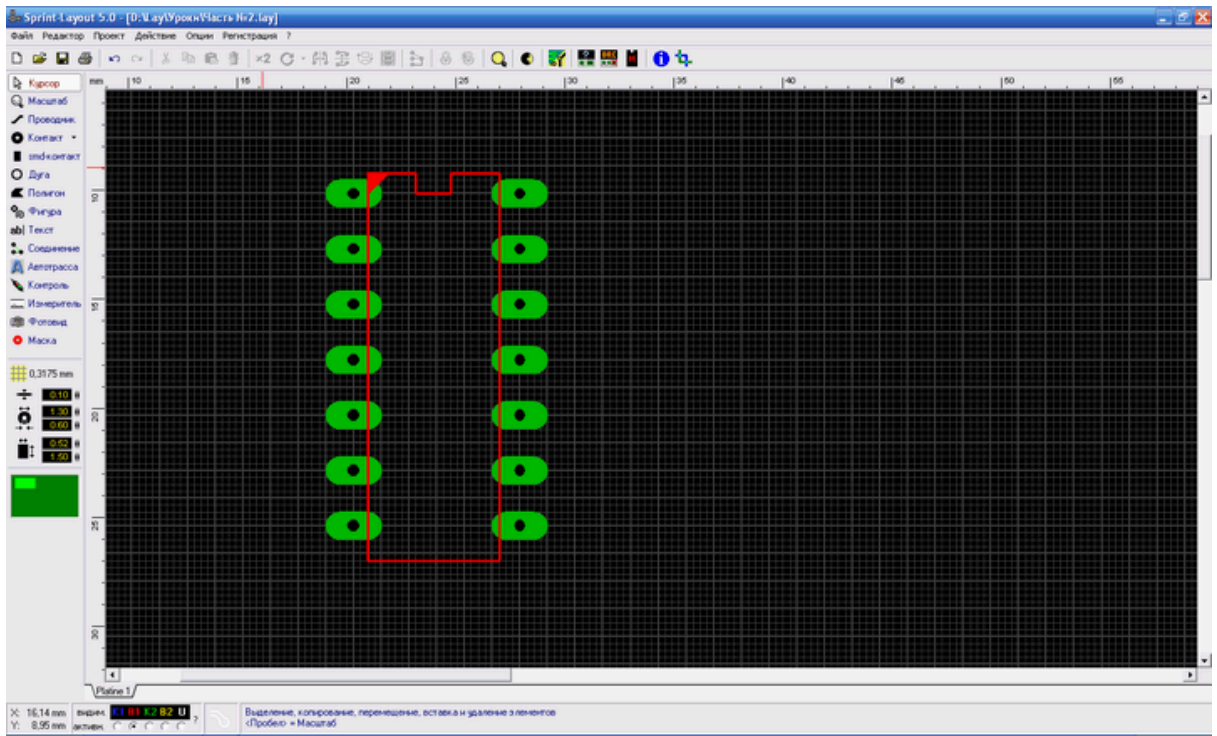 Sprint-Layout 5.0 - [D:\Lay\Уроки\Часть №2.lay]
Файл Редактор Проект Действие Опции Регистрация ?
×2
Курсор
mm 10 15 20 25 30 35 40 45 50 55
Масштаб
Проводник
Контакт
smd-контакт
Дуга
Полигон
10
Фигура
ab| Текст
Соединение
Автотрасса
Контроль
Измеритель
15
Фотовид
Маска
0,3175 mm
0.10
1.30
0.60
20
0.52
1.50
25
30
Platine 1
X: 16,14 mm видим. K1 B1 K2 B2 U ?
Y: 8,95 mm активн.
Выделение, копирование, перемещение, вставка и удаление элементов
<Пробел> = Масштаб